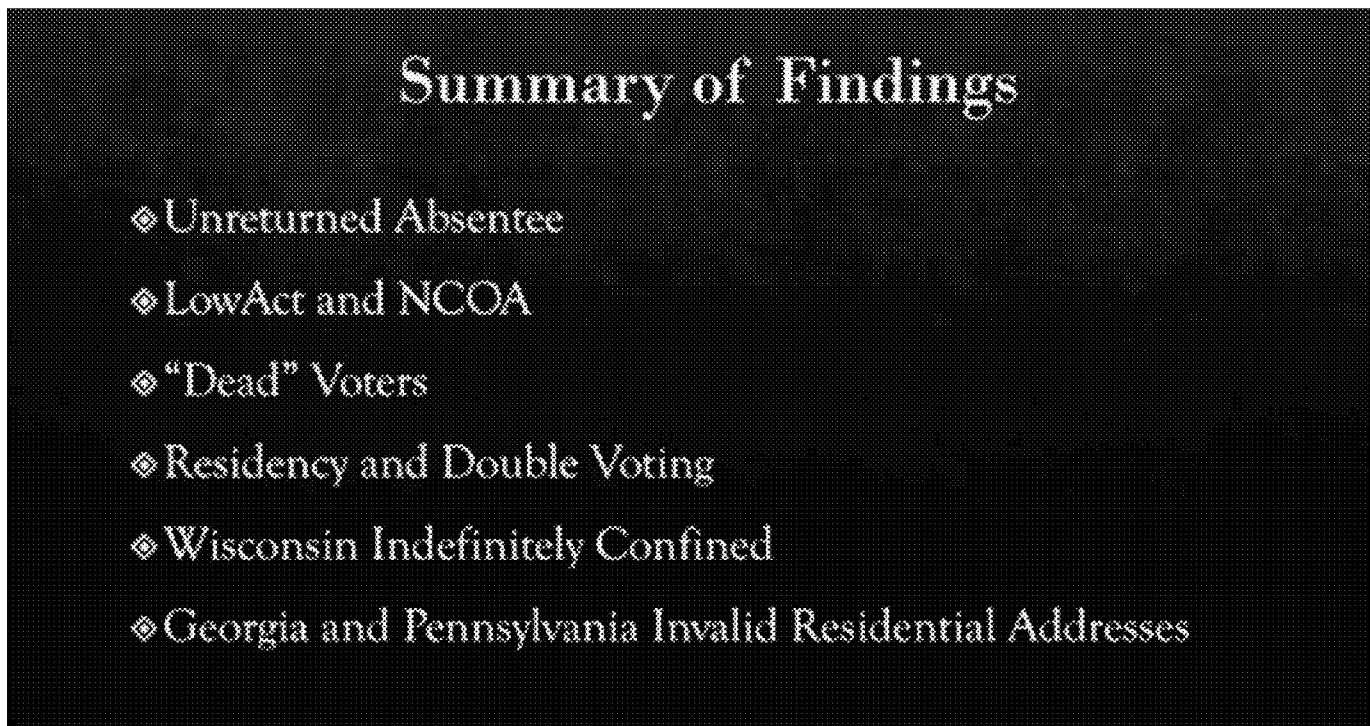 Summary of Findings
Unreturned Absentee
LowAct and NCOA
“Dead” Voters
Residency and Double Voting
Wisconsin Indefinitely Confined
Georgia and Pennsylvania Invalid Residential Addresses